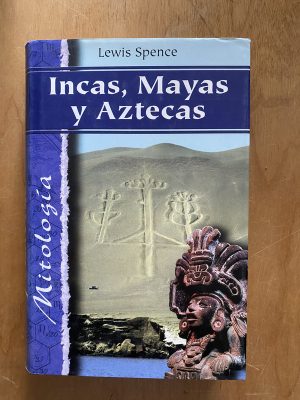 Lewis Spence
Incas, Mayas
y Aztecas
Mitología